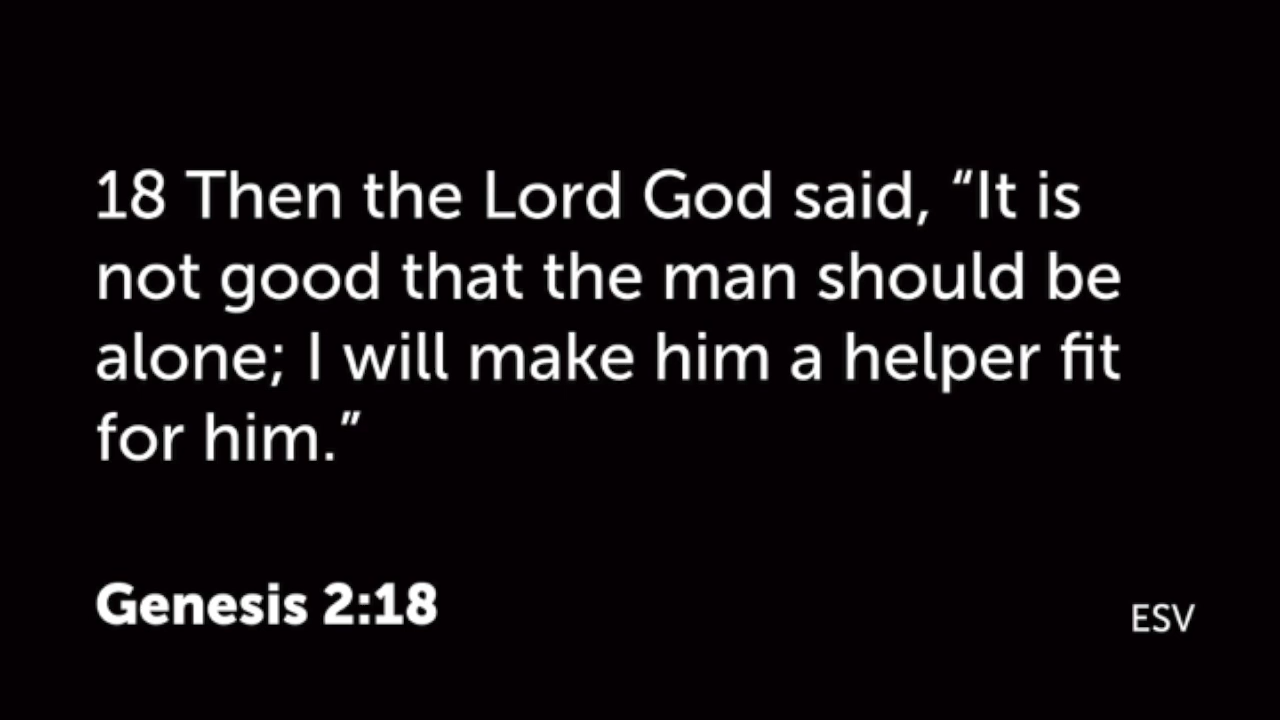 18 Then the Lord God said, “It is
not good that the man should be
alone; I will make him a helper fit
for him.”
Genesis 2:18
ESV